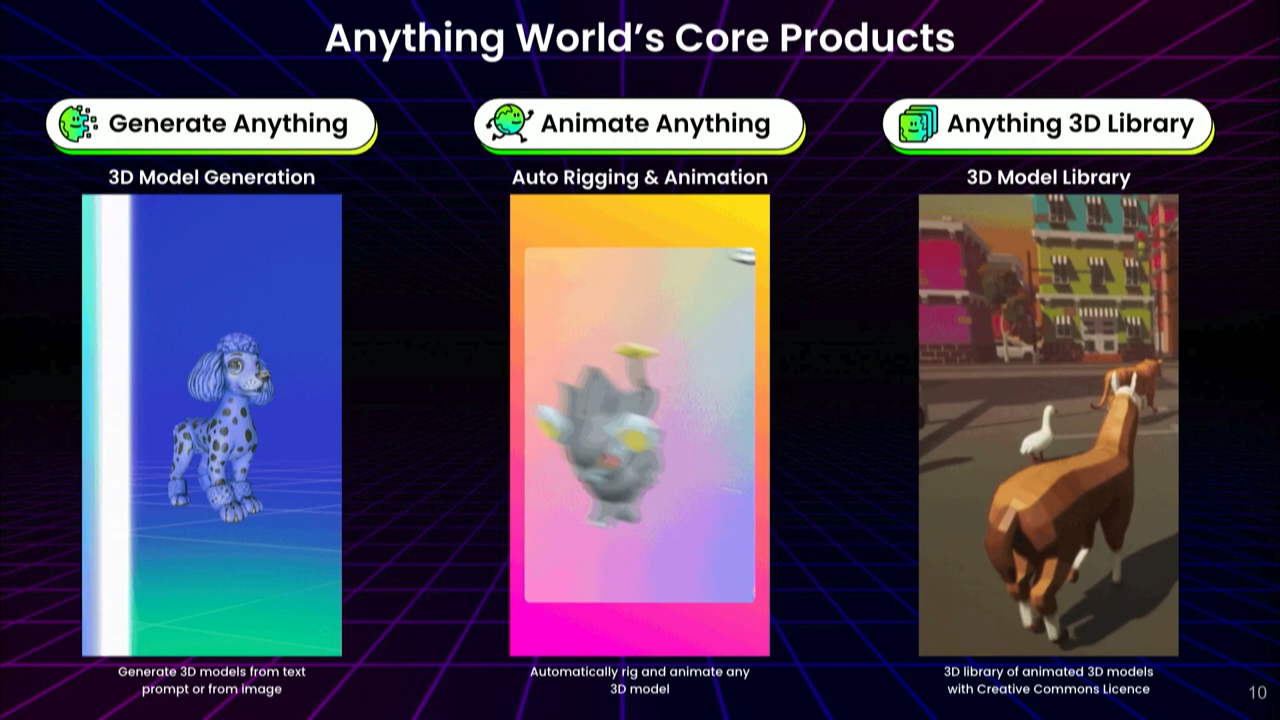 Anything World’s Core Products
Generate Anything
Animate Anything
Anything 3D Library
3D Model Generation
Auto Rigging & Animation
3D Model Library
Generate 3D models from text
prompt or from image
Automatically rig and animate any
3D model
3D library of animated 3D models
with Creative Commons Licence
10